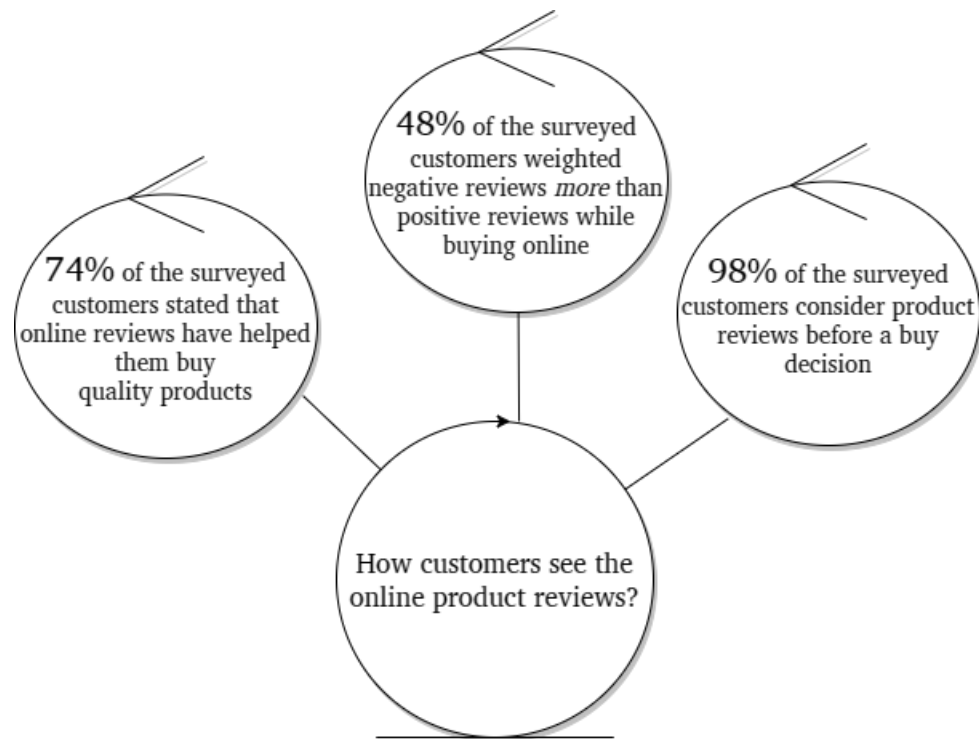 48% of the surveyed
customers weighted
negative reviews more than
positive reviews while
buying online
74% of the surveyed
customers stated that
online reviews have helped
them buy
quality products
98% of the surveyed
customers consider product
reviews before a buy
decision
How customers see the
online product reviews?